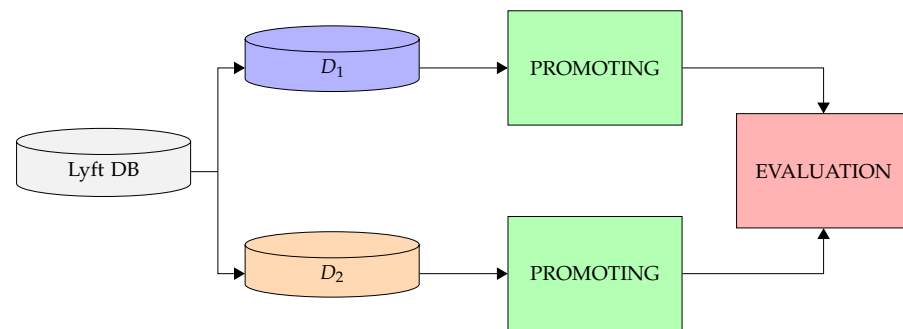 D₁
PROMOTING
Lyft DB
EVALUATION
D₂
PROMOTING